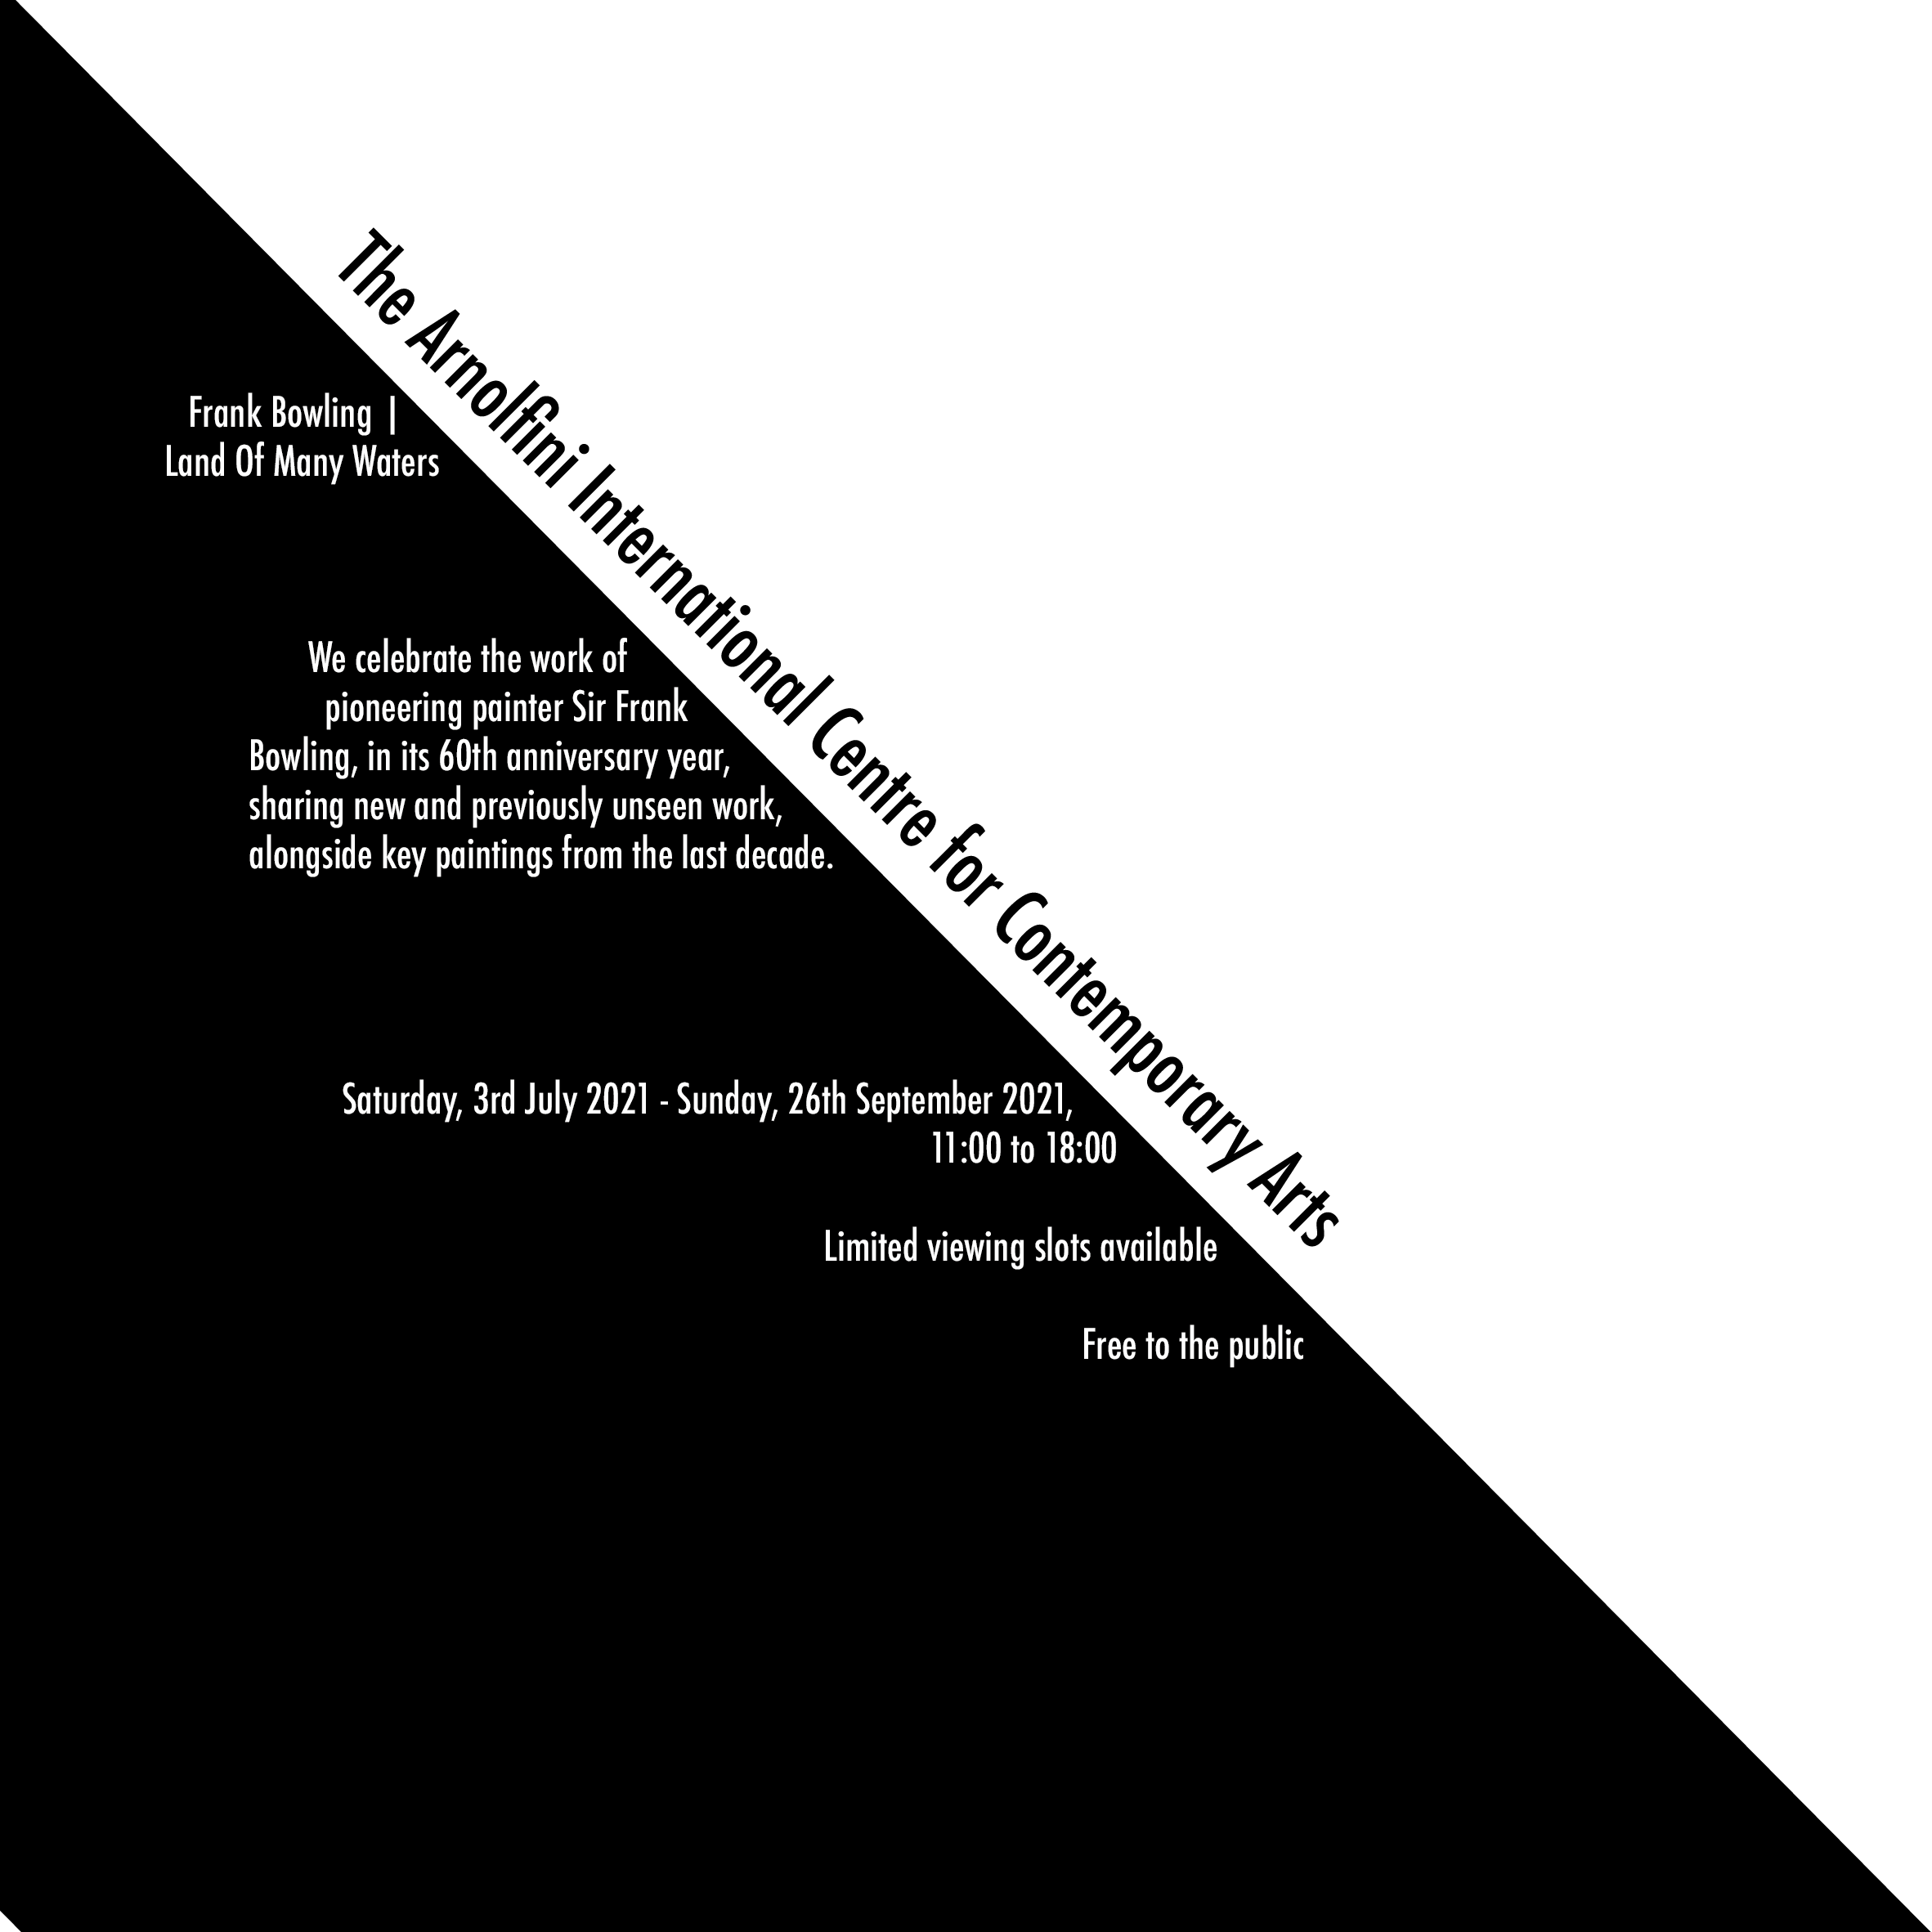 The Arnolfini International Centre for Contemporary Arts
Frank Bowling |
Land Of Many Waters
We celebrate the work of
pioneering painter Sir Frank
Bowling, in its 60th anniversary year,
sharing new and previously unseen work,
alongside key paintings from the last decade.
Saturday, 3rd July 2021 - Sunday, 26th September 2021,
11:00 to 18:00
Limited viewing slots available
Free to the public